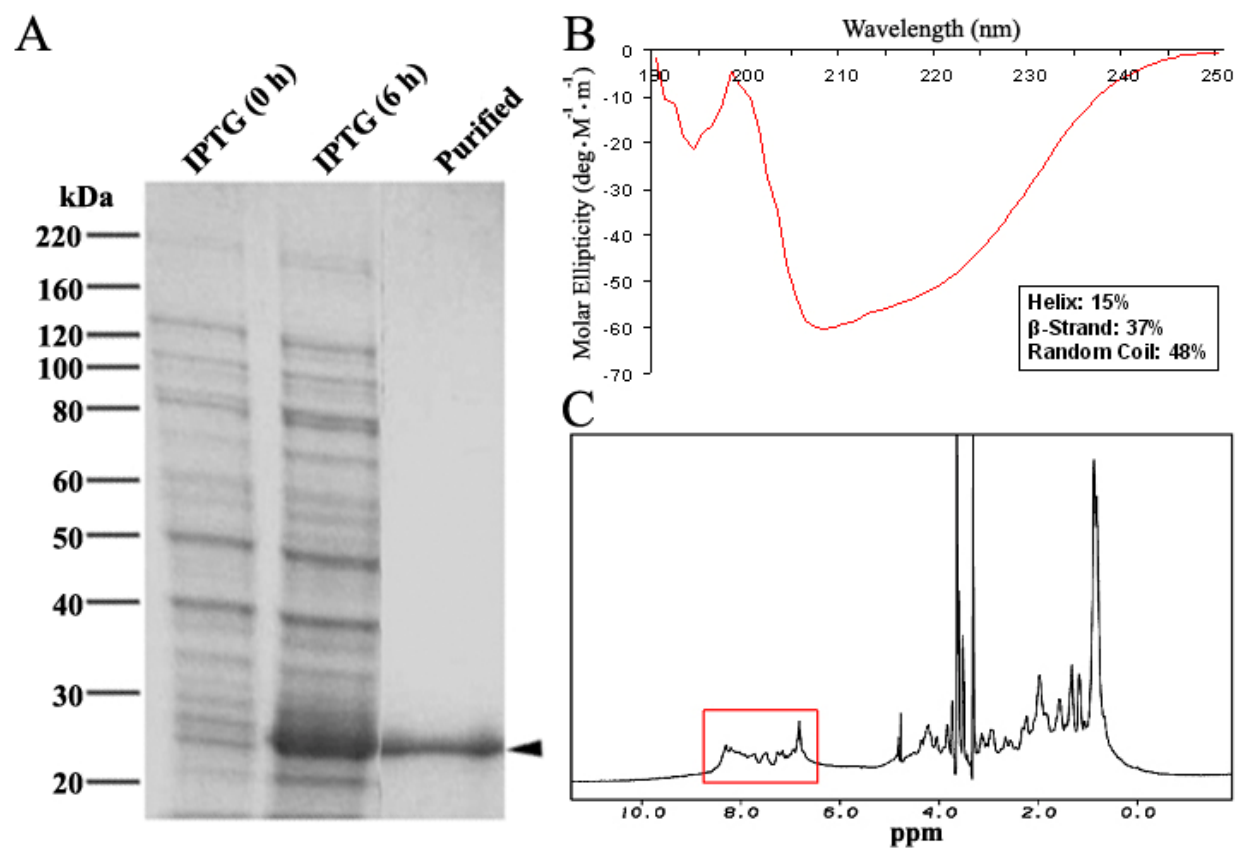 A
IPTG (0 h)
IPTG (6 h)
Purified
kDa
220
160
120
100
80
60
50
40
30
20
B
Wavelength (nm)
0
190 200 210 220 230 240 250
-10
-20
-30
-40
-50
-60
-70
Molar Ellipticity (deg·M⁻¹·m⁻¹)
Helix: 15%
β-Strand: 37%
Random Coil: 48%
C
10.0 8.0 6.0 4.0 2.0 0.0
ppm